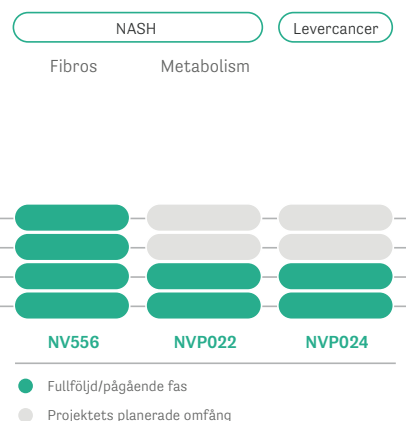 NASH Levercancer
Fibros Metabolism
NV556 NVP022 NVP024
Fullföljd/pågående fas
Projektets planerade omfång